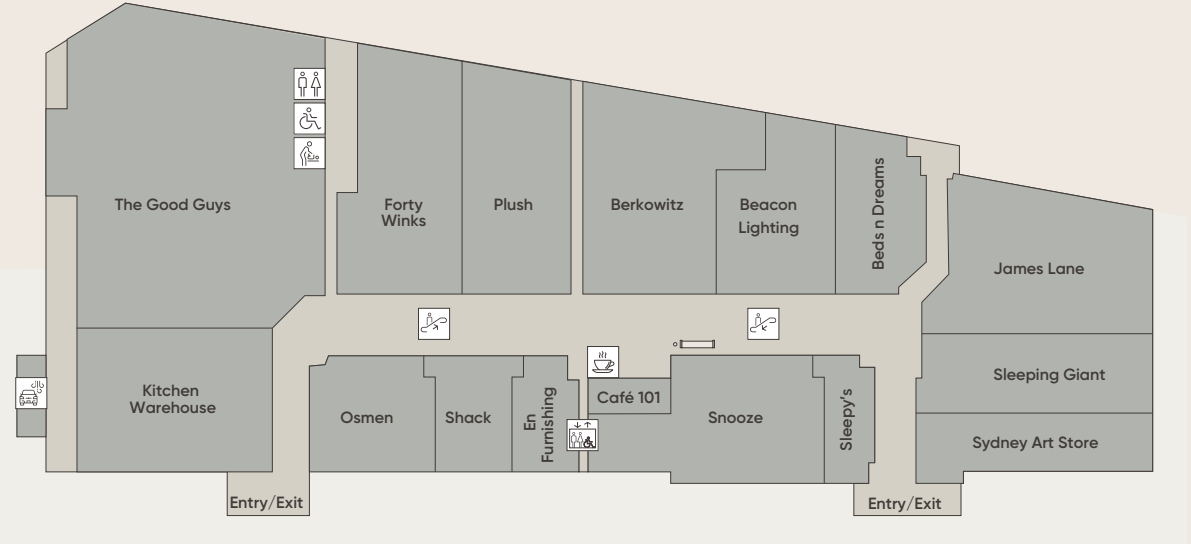 The Good Guys
Forty
Winks
Plush
Berkowitz
Beacon
Lighting
Beds n Dreams
James Lane
Kitchen
Warehouse
Osmen
Shack
En
Furnishing
Café 101
Snooze
Sleepy's
Sleeping Giant
Sydney Art Store
Entry/Exit
Entry/Exit